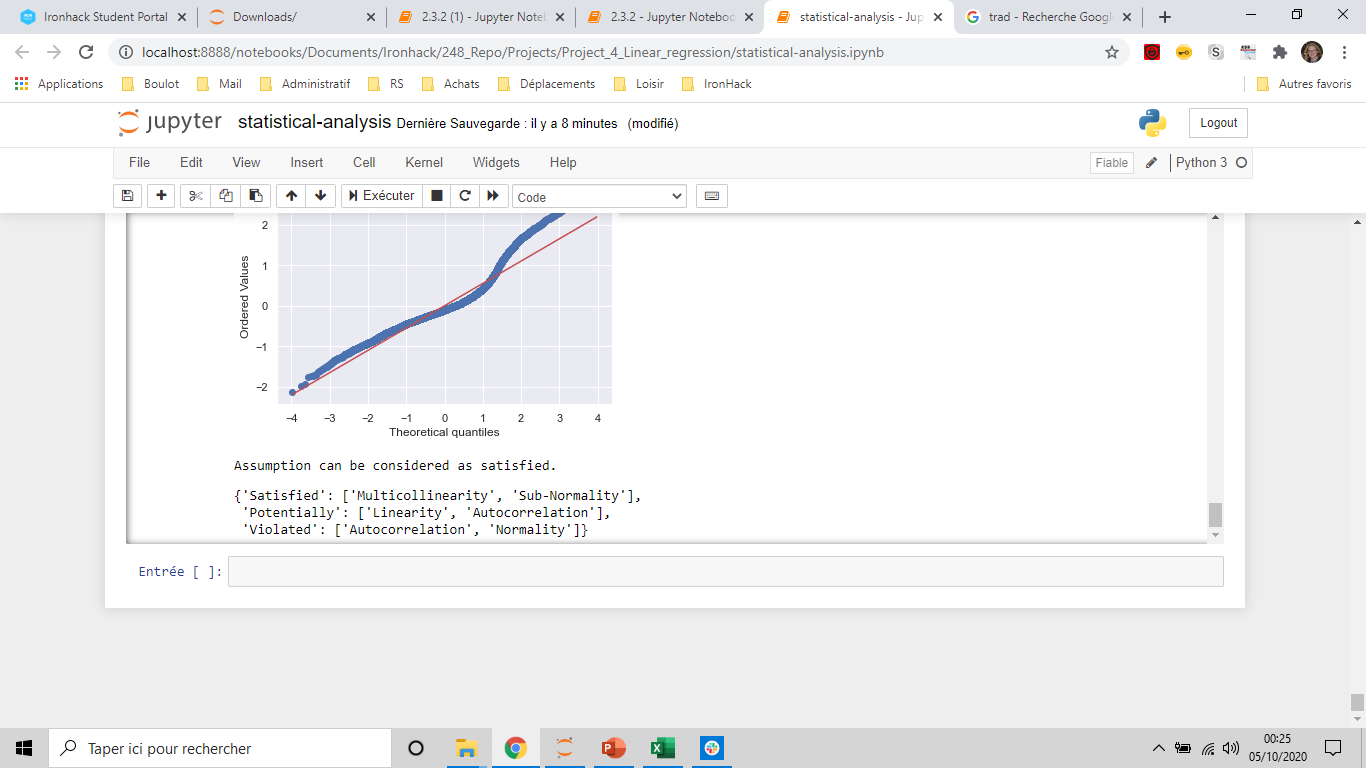 Ironhack Student Portal
Downloads/
2.3.2 (1) - Jupyter Note
2.3.2 - Jupyter Noteboo
statistical-analysis - Jup
trad - Recherche Googl
localhost:8888/notebooks/Documents/Ironhack/248_Repo/Projects/Project_4_Linear_regression/statistical-analysis.ipynb
Applications Boulot Mail Administratif RS Achats Déplacements Loisir IronHack Autres favoris
jupyter statistical-analysis Dernière Sauvegarde : il y a 8 minutes (modifié) Logout
File Edit View Insert Cell Kernel Widgets Help Fiable Python 3
Exécuter Code
2
1
0
−1
−2
Ordered Values
−4 −3 −2 −1 0 1 2 3 4
Theoretical quantiles
Assumption can be considered as satisfied.
{'Satisfied': ['Multicollinearity', 'Sub-Normality'],
'Potentially': ['Linearity', 'Autocorrelation'],
'Violated': ['Autocorrelation', 'Normality']}
Entrée [ ]:
Taper ici pour rechercher
00:25
05/10/2020